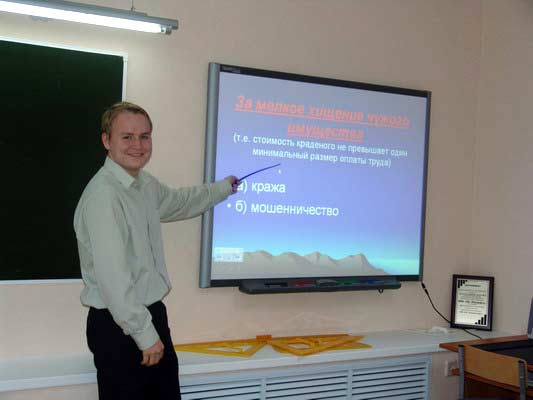 За мелкое хищение чужого
имущества
(т.е. стоимость краденого не превышает один
минимальный размер оплаты труда)
а) кража
• б) мошенничество